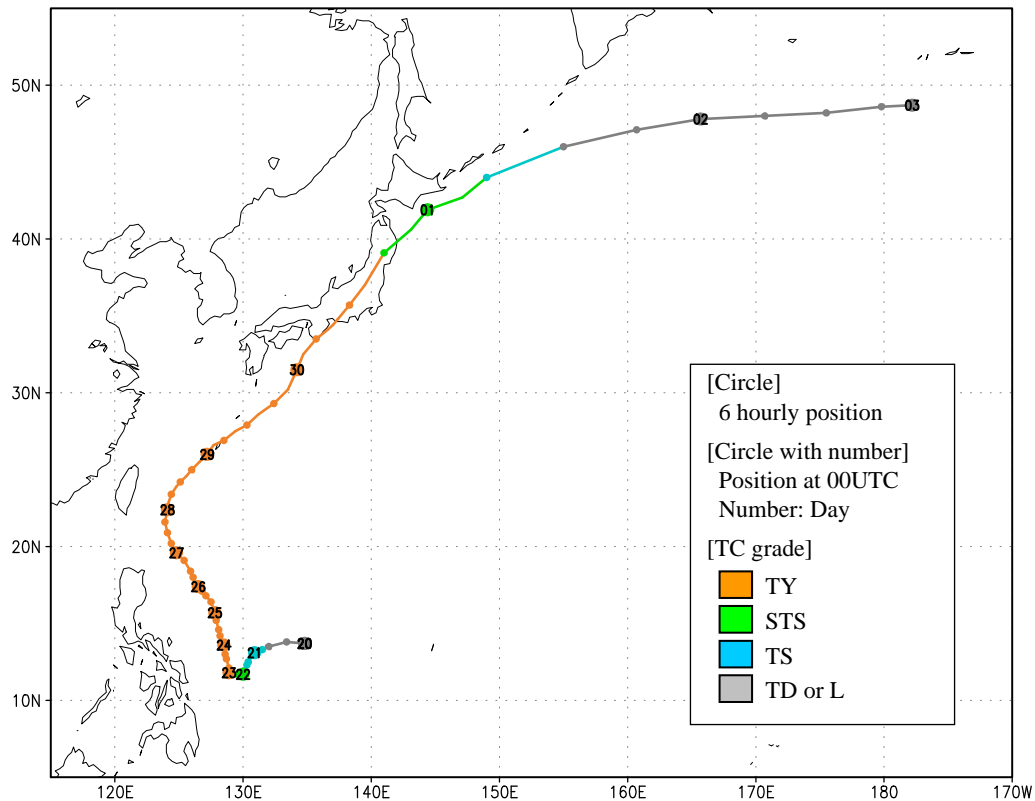 50N
40N
30N
20N
10N
120E
130E
140E
150E
160E
170E
180
170W
03
02
01
30
29
28
27
26
25
24
23
22
21
20
[Circle]
6 hourly position
[Circle with number]
Position at 00UTC
Number: Day
[TC grade]
TY
STS
TS
TD or L